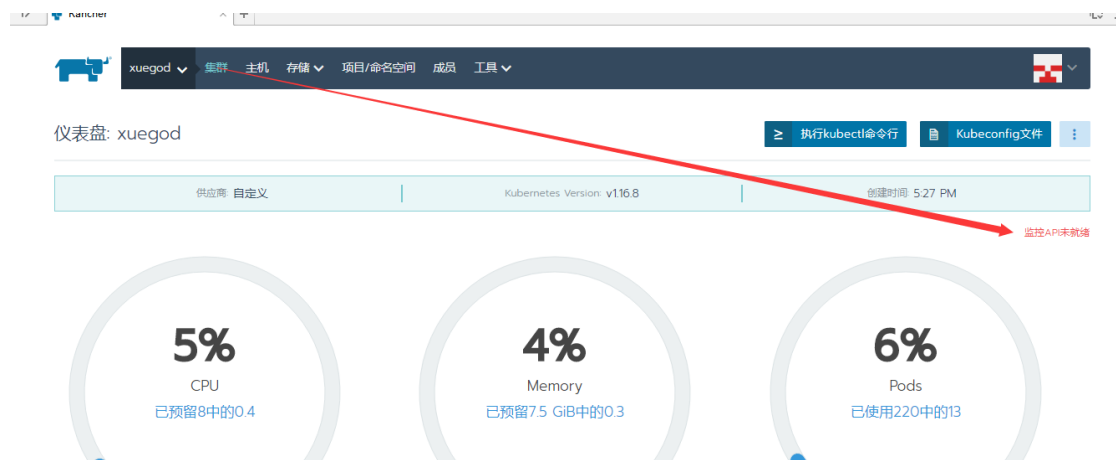 Rancher × +
xuegod 集群 主机 存储 项目/命名空间 成员 工具
仪表盘: xuegod
执行kubectl命令行 Kubeconfig文件
供应商: 自定义 Kubernetes Version: v1.16.8 创建时间: 5:27 PM
监控API未就绪
5% 4% 6%
CPU Memory Pods
已预留8中的0.4 已预留7.5 GiB中的0.3 已使用220中的13